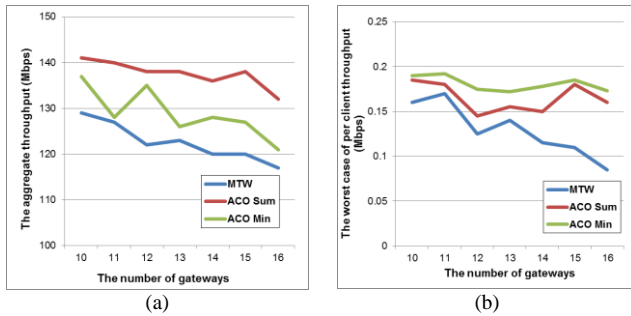 The aggregate throughput (Mbps)
150
140
130
120
110
100
10 11 12 13 14 15 16
The number of gateways
MTW
ACO Sum
ACO Min
(a)
The worst case of per client throughput
(Mbps)
0.25
0.2
0.15
0.1
0.05
0
10 11 12 13 14 15 16
The number of gateways
MTW
ACO Sum
ACO Min
(b)